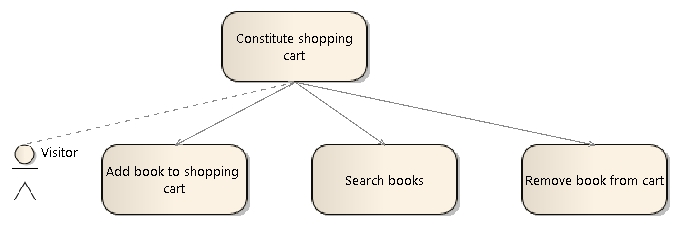 Constitute shopping
cart
Visitor
Add book to shopping
cart
Search books
Remove book from cart